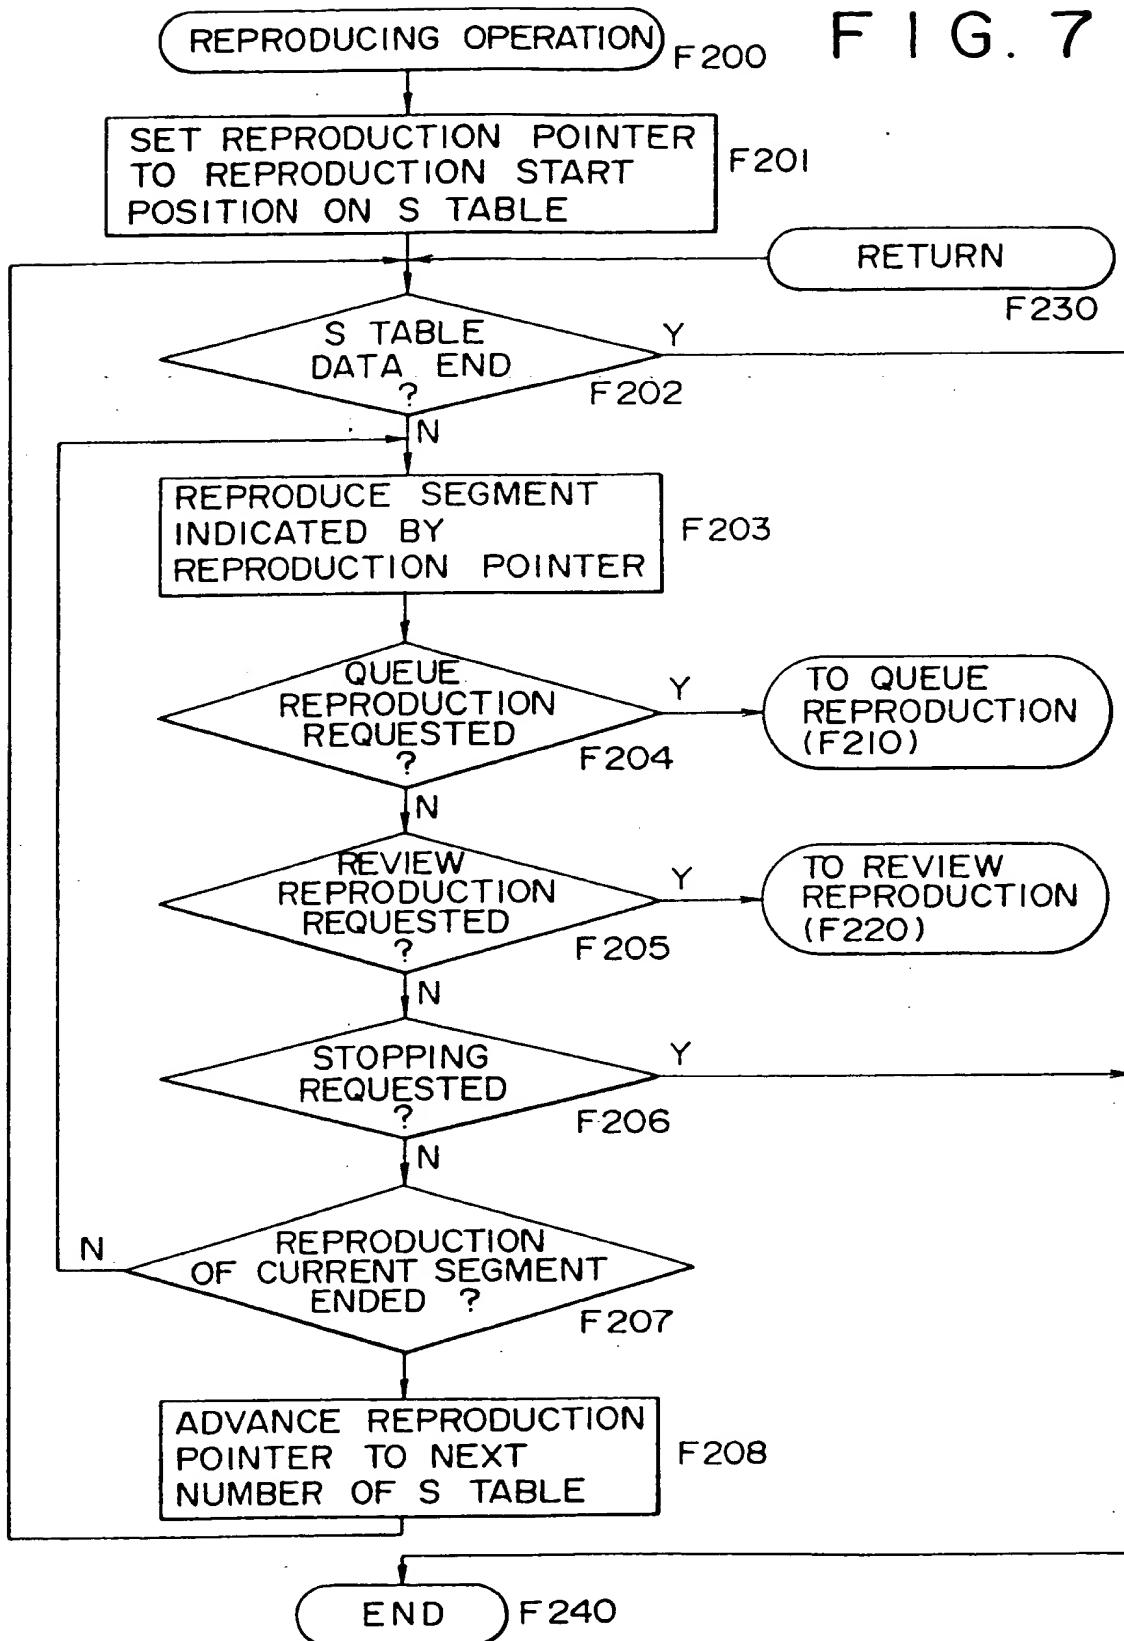 FIG. 7
REPRODUCING OPERATION
F200
SET REPRODUCTION POINTER
TO REPRODUCTION START
POSITION ON S TABLE
F201
RETURN
F230
S TABLE
DATA END
?
F202
Y
N
REPRODUCE SEGMENT
INDICATED BY
REPRODUCTION POINTER
F203
QUEUE
REPRODUCTION
REQUESTED
?
F204
Y
TO QUEUE
REPRODUCTION
(F210)
N
REVIEW
REPRODUCTION
REQUESTED
?
F205
Y
TO REVIEW
REPRODUCTION
(F220)
N
STOPPING
REQUESTED
?
F206
Y
N
REPRODUCTION
OF CURRENT SEGMENT
ENDED ?
F207
N
ADVANCE REPRODUCTION
POINTER TO NEXT
NUMBER OF S TABLE
F208
END
F240